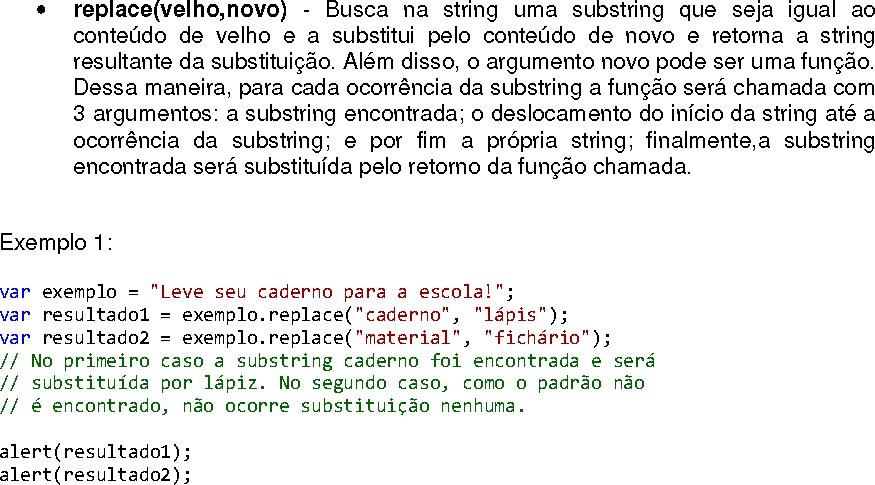 • replace(velho,novo) - Busca na string uma substring que seja igual ao
conteúdo de velho e a substitui pelo conteúdo de novo e retorna a string
resultante da substituição. Além disso, o argumento novo pode ser uma função.
Dessa maneira, para cada ocorrência da substring a função será chamada com
3 argumentos: a substring encontrada; o deslocamento do início da string até a
ocorrência da substring; e por fim a própria string; finalmente,a substring
encontrada será substituída pelo retorno da função chamada.
Exemplo 1:
var exemplo = "Leve seu caderno para a escola!";
var resultado1 = exemplo.replace("caderno", "lápis");
var resultado2 = exemplo.replace("material", "fichário");
// No primeiro caso a substring caderno foi encontrada e será
// substituída por lápiz. No segundo caso, como o padrão não
// é encontrado, não ocorre substituição nenhuma.
alert(resultado1);
alert(resultado2);